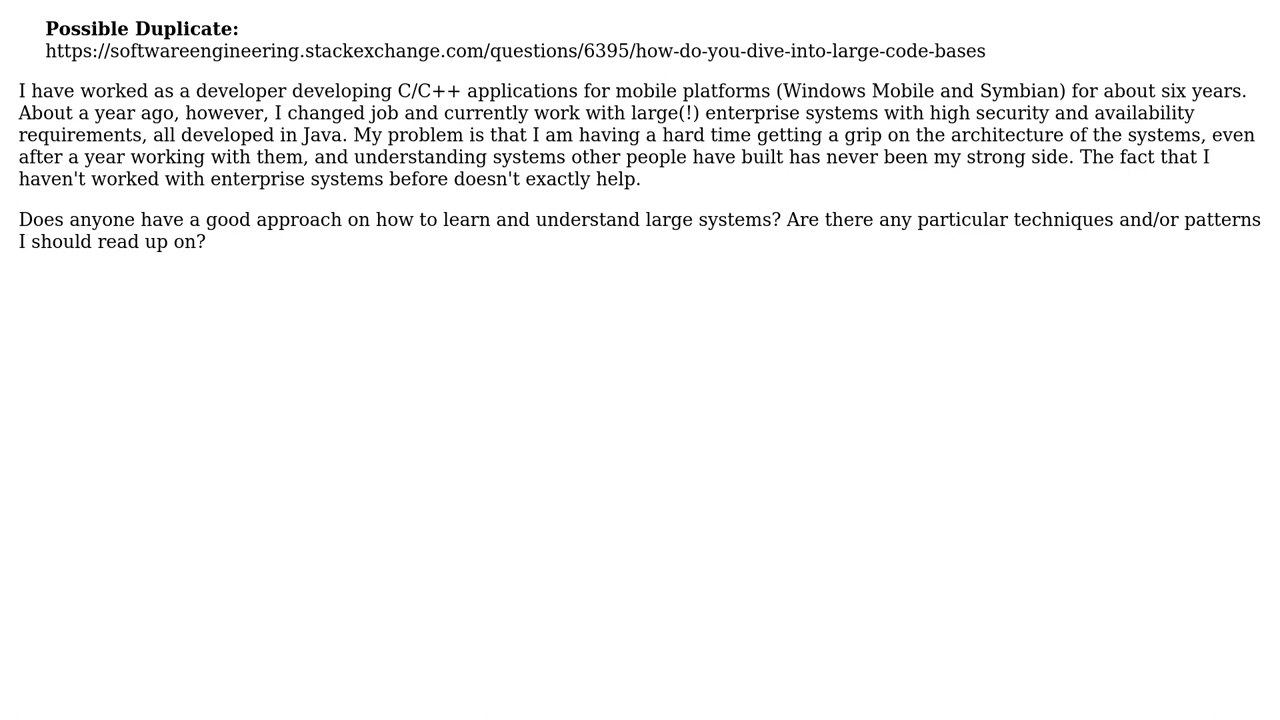 Possible Duplicate:
https://softwareengineering.stackexchange.com/questions/6395/how-do-you-dive-into-large-code-bases
I have worked as a developer developing C/C++ applications for mobile platforms (Windows Mobile and Symbian) for about six years.
About a year ago, however, I changed job and currently work with large(!) enterprise systems with high security and availability
requirements, all developed in Java. My problem is that I am having a hard time getting a grip on the architecture of the systems, even
after a year working with them, and understanding systems other people have built has never been my strong side. The fact that I
haven't worked with enterprise systems before doesn't exactly help.
Does anyone have a good approach on how to learn and understand large systems? Are there any particular techniques and/or patterns
I should read up on?